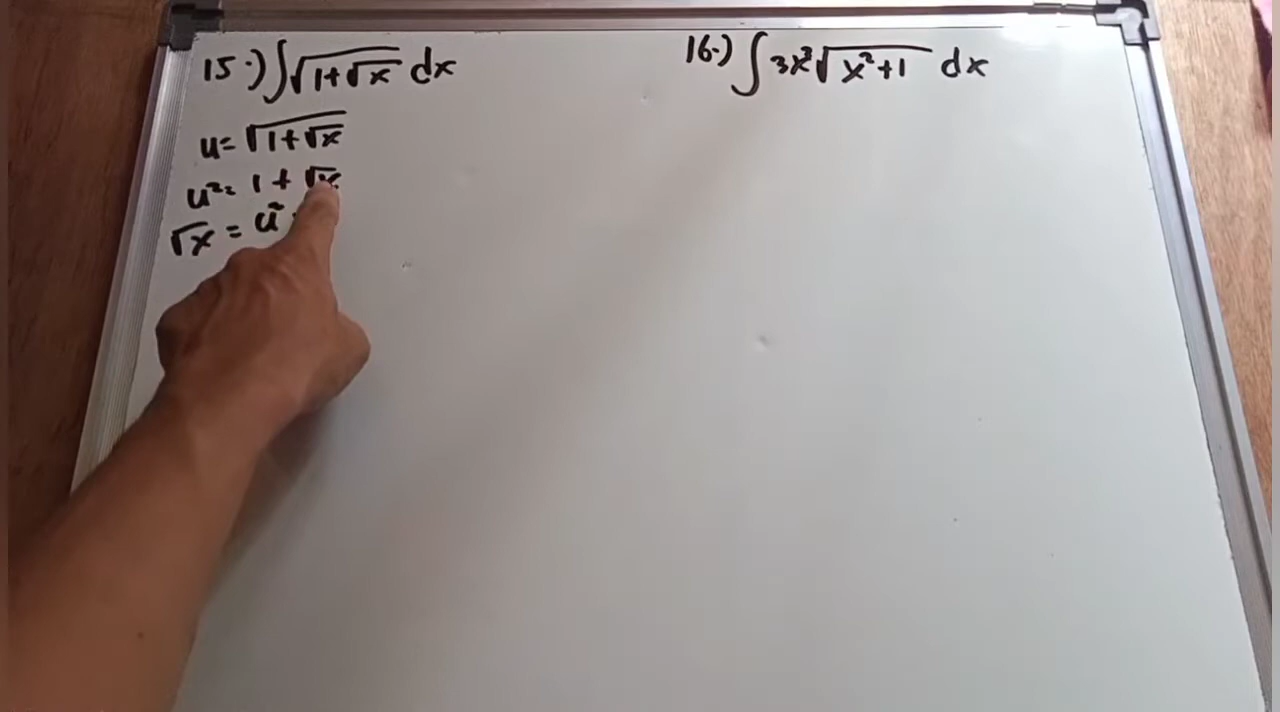 15.) ∫√(1+√x) dx
u = √(1+√x)
u² = 1 + √x
√x = u²
16.) ∫3x³√(x²+1) dx